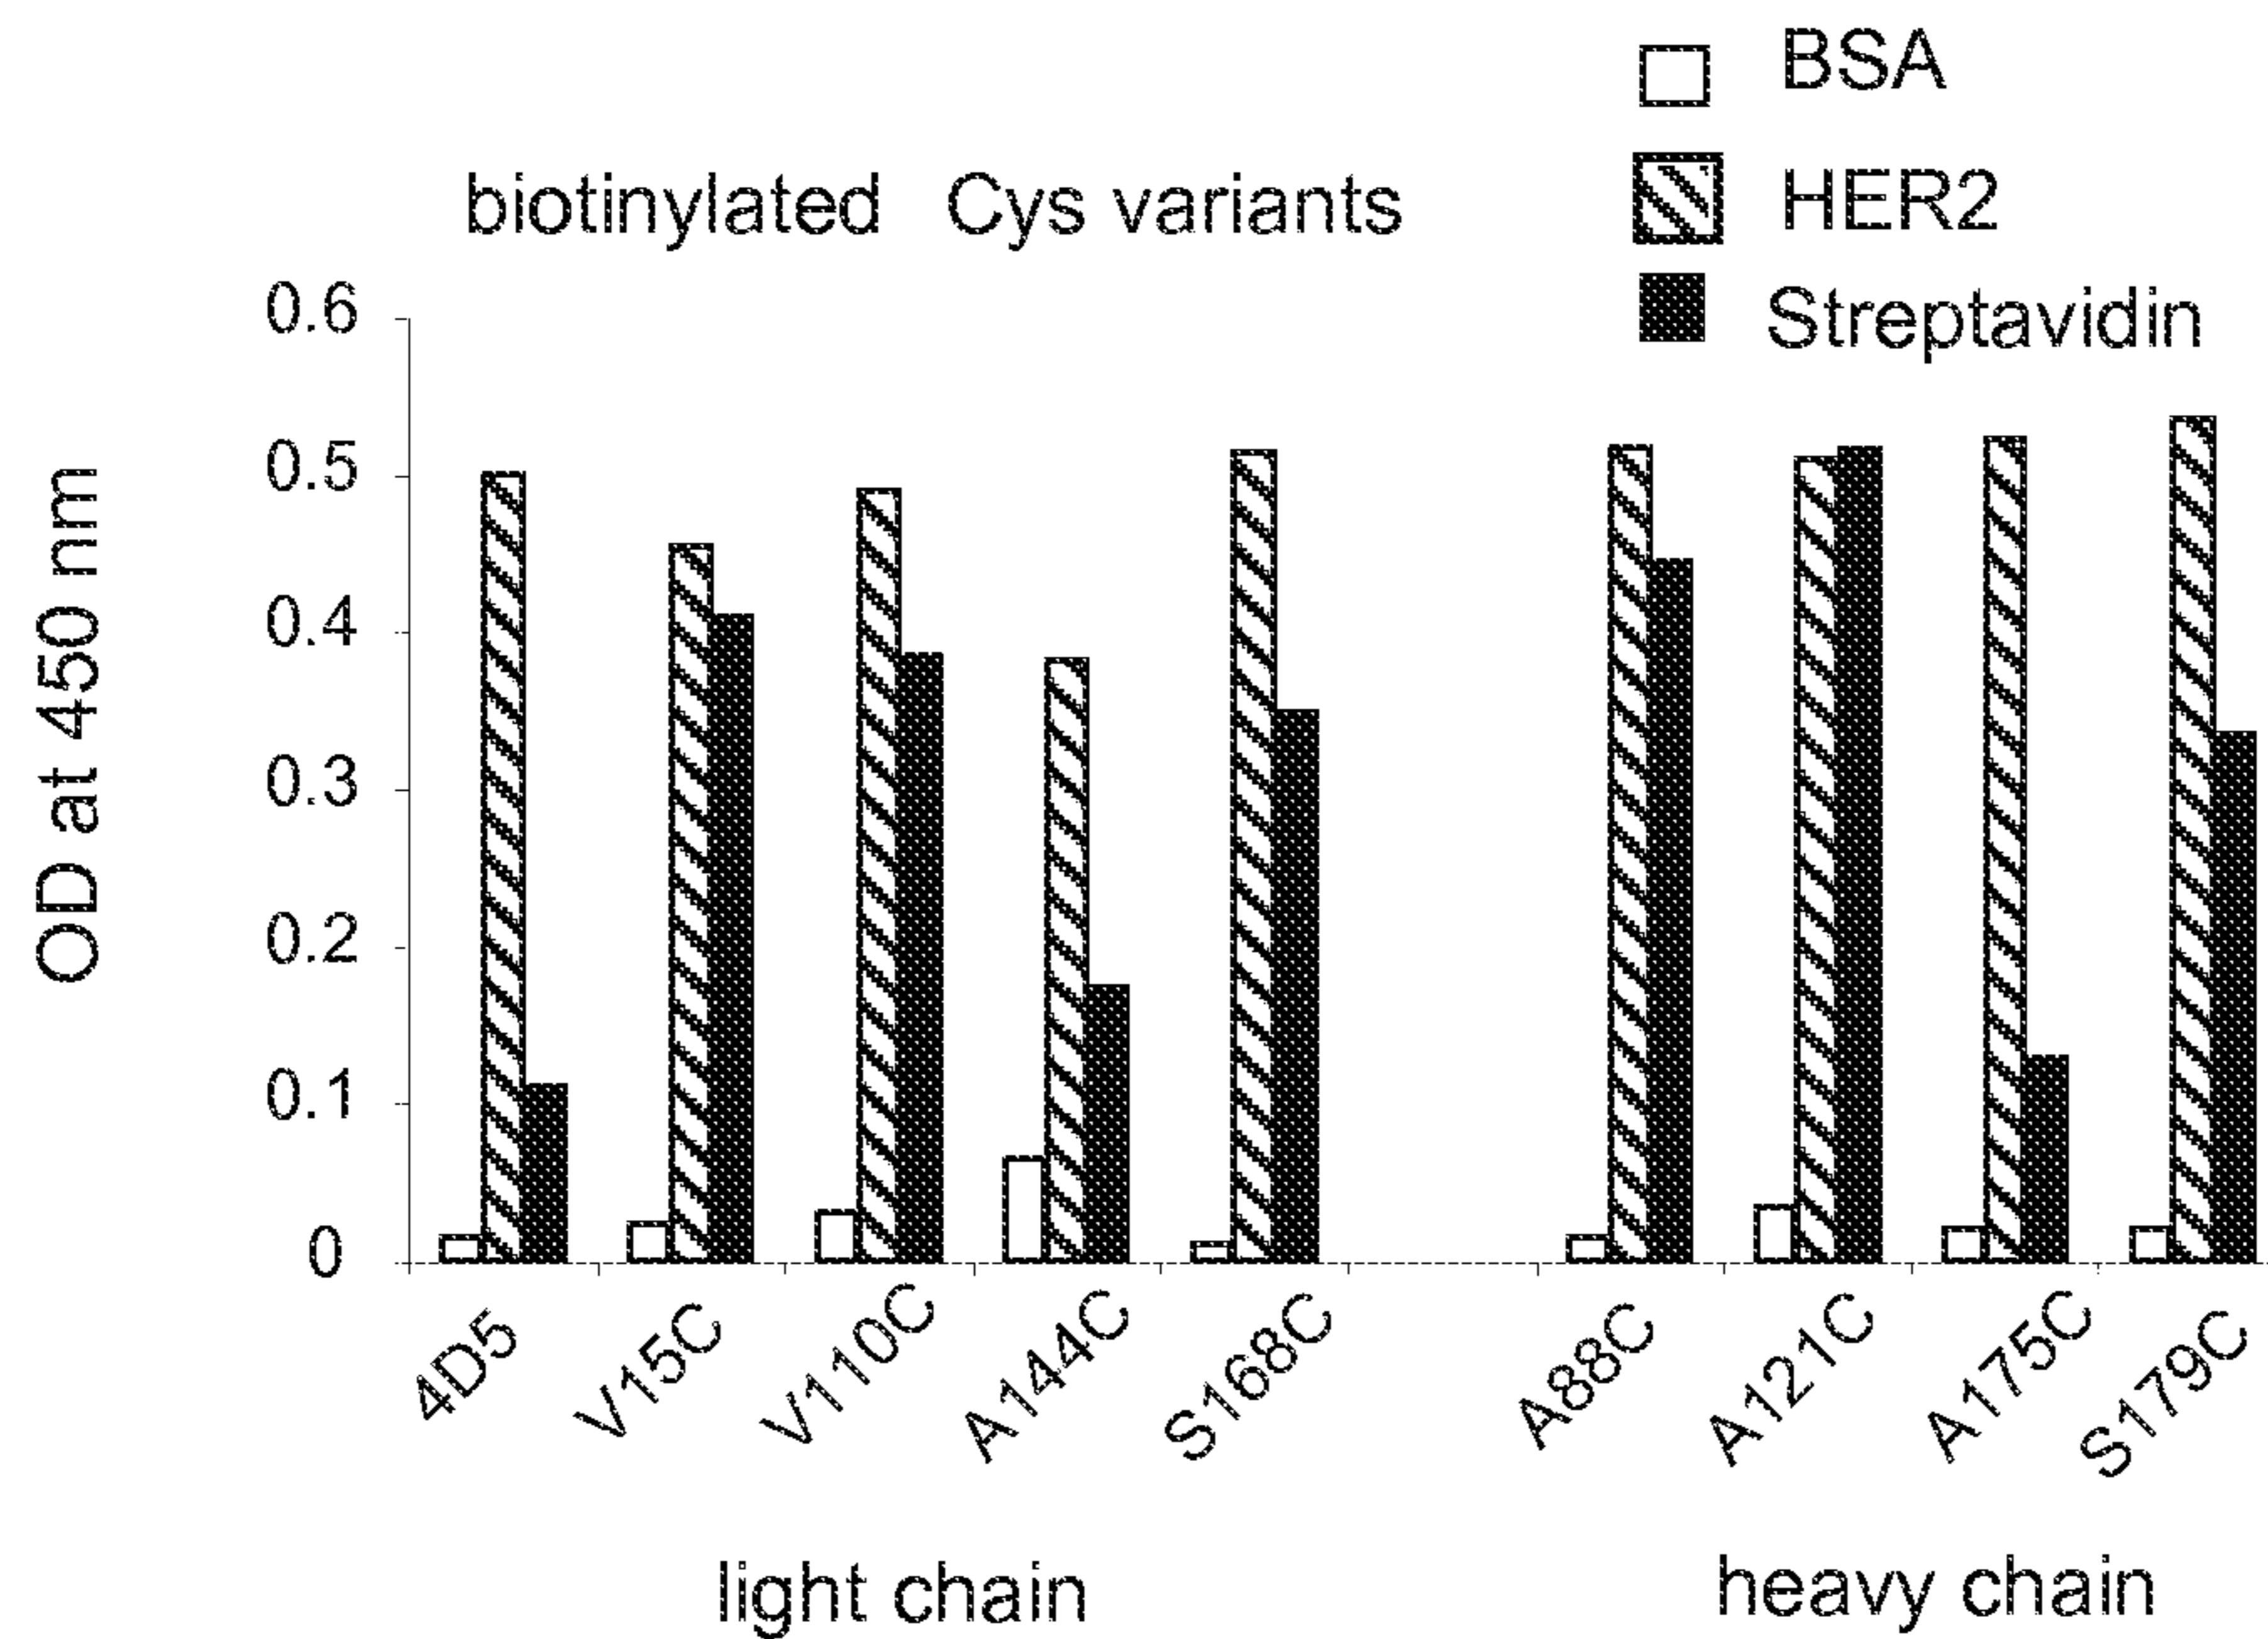 BSA
HER2
Streptavidin
biotinylated Cys variants
OD at 450 nm
0.6
0.5
0.4
0.3
0.2
0.1
0
4D5
V15C
V110C
A144C
S168C
A88C
A121C
A175C
S179C
light chain
heavy chain